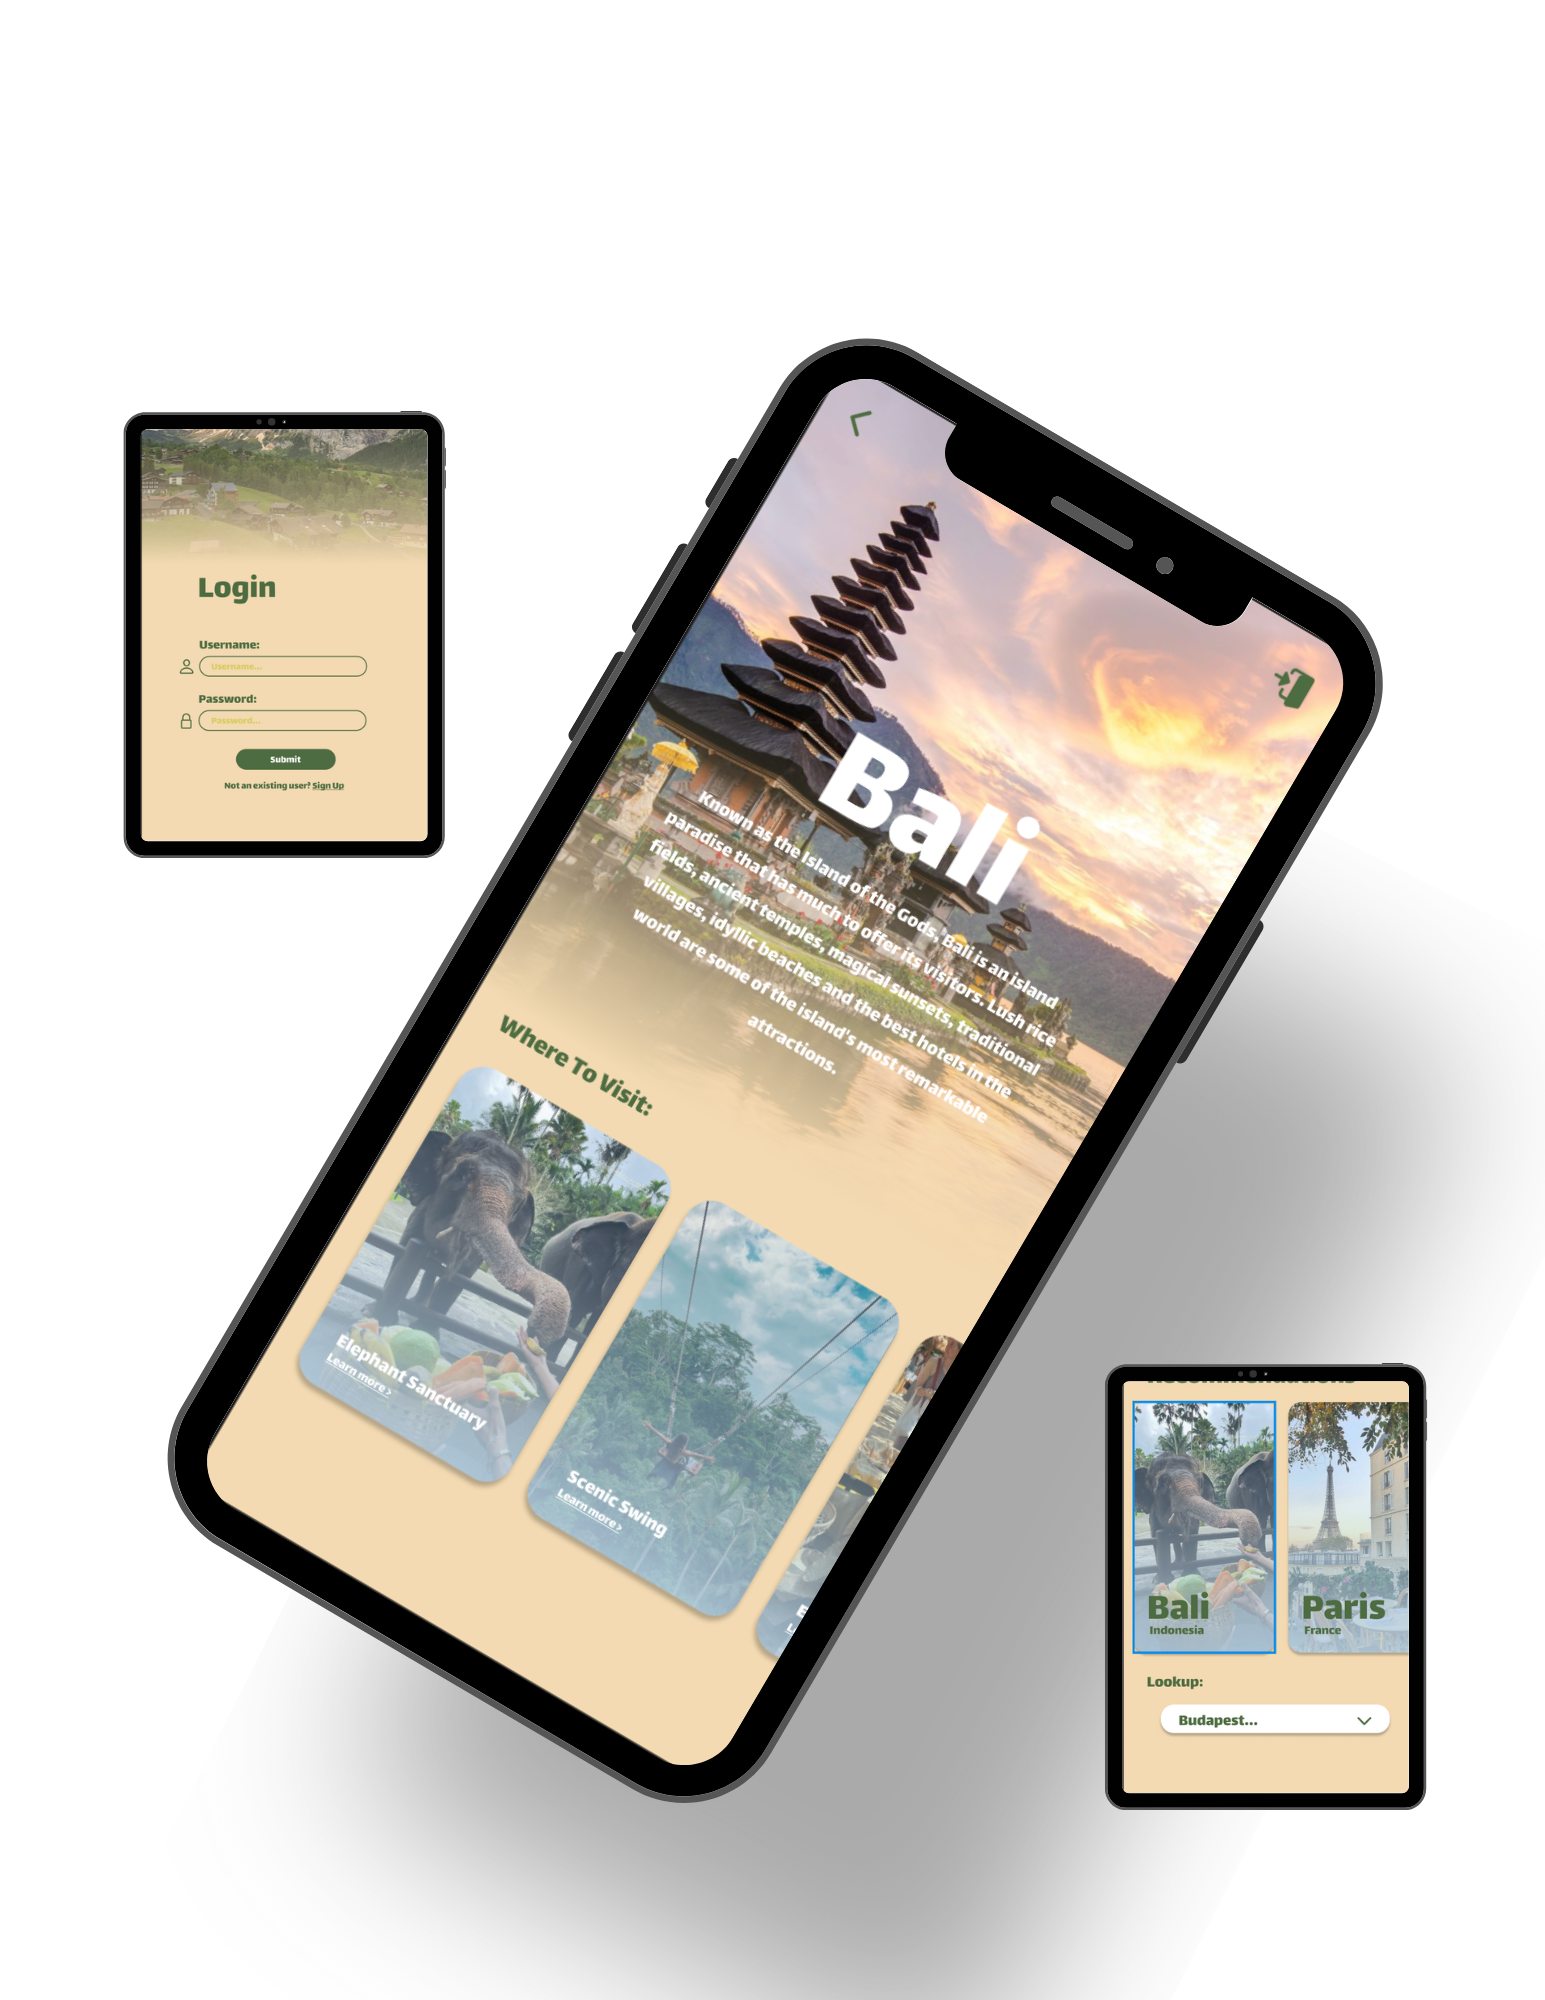 Login
Username:
Username...
Password:
Password...
Submit
Not an existing user? Sign Up
Bali
Known as the Island of the Gods, Bali is an island
paradise that has much to offer its visitors. Lush rice
fields, ancient temples, magical sunsets, traditional
villages, idyllic beaches and the best hotels in the
world are some of the island's most remarkable
attractions.
Where To Visit:
Elephant Sanctuary
Learn more >
Scenic Swing
Learn more >
Bali
Indonesia
Paris
France
Lookup:
Budapest...